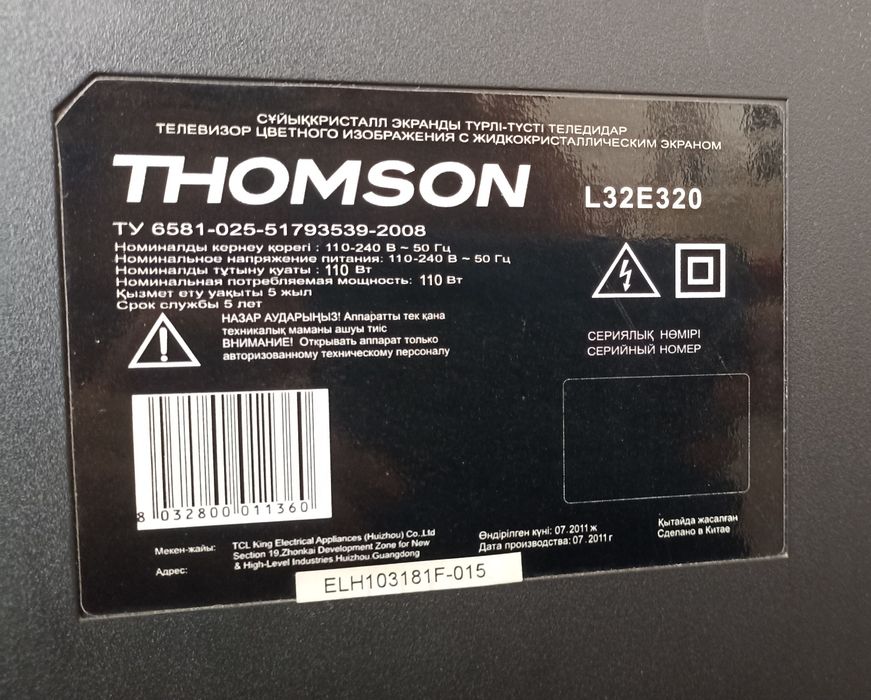 СҰЙЫҚКРИСТАЛЛ ЭКРАНДЫ ТҮРЛІ-ТҮСТІ ТЕЛЕДИДАР
ТЕЛЕВИЗОР ЦВЕТНОГО ИЗОБРАЖЕНИЯ С ЖИДКОКРИСТАЛЛИЧЕСКИМ ЭКРАНОМ
THOMSON L32E320
ТУ 6581-025-51793539-2008
Номиналды кернеу қорегі : 110-240 В ~ 50 Гц
Номинальное напряжение питания: 110-240 В ~ 50 Гц
Номиналды тұтыну қуаты : 110 Вт
Номинальная потребляемая мощность: 110 Вт
Қызмет ету уақыты 5 жыл
Срок службы 5 лет
НАЗАР АУДАРЫҢЫЗ! Аппаратты тек қана
техникалық маманы ашуы тиіс
ВНИМАНИЕ! Открывать аппарат только
авторизованному техническому персоналу
СЕРИЯЛЫҚ НӨМІРІ
СЕРИЙНЫЙ НОМЕР
8 032800 011360
Мекен-жайы:
Адрес:
TCL King Electrical Appliances (Huizhou) Co.,Ltd
Section 19,Zhonkai Development Zone for New
& High-Level Industries Huizhou.Guangdong
Өндірілген күні: 07.2011ж
Дата производства: 07.2011г
Қытайда жасалған
Сделано в Китае
ELH103181F-015